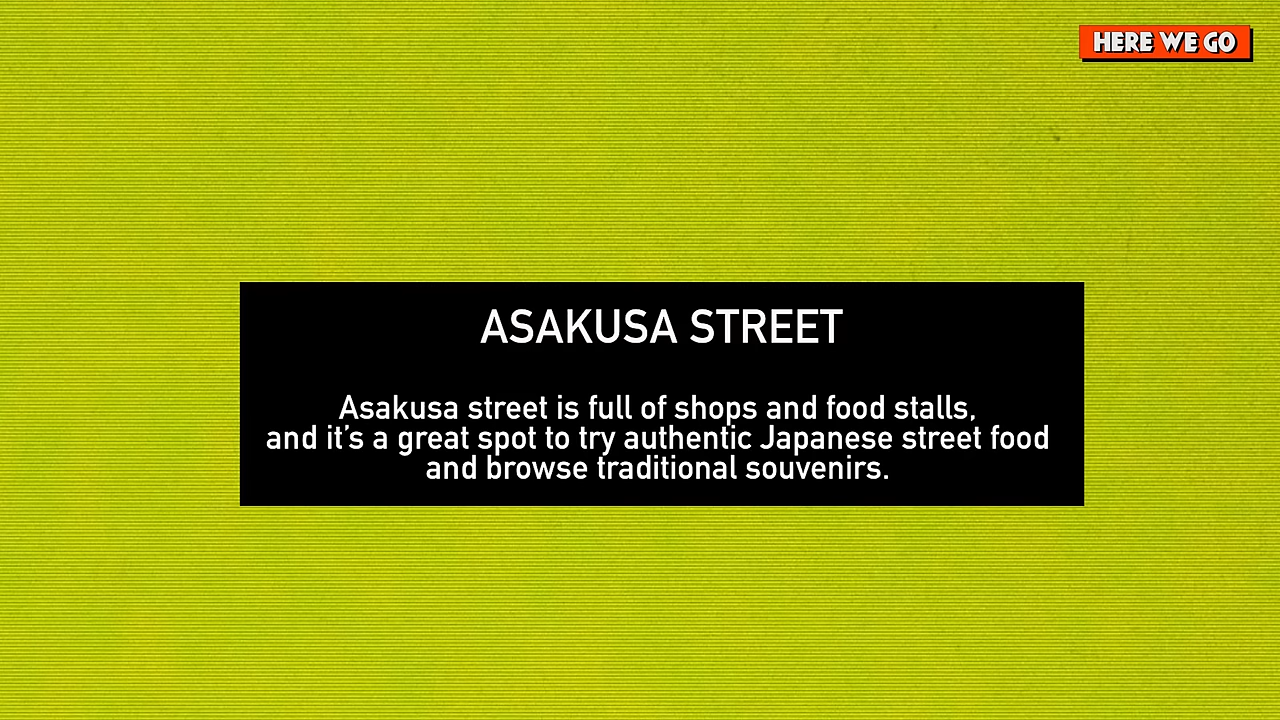 HERE WE GO
ASAKUSA STREET
Asakusa street is full of shops and food stalls,
and it’s a great spot to try authentic Japanese street food
and browse traditional souvenirs.